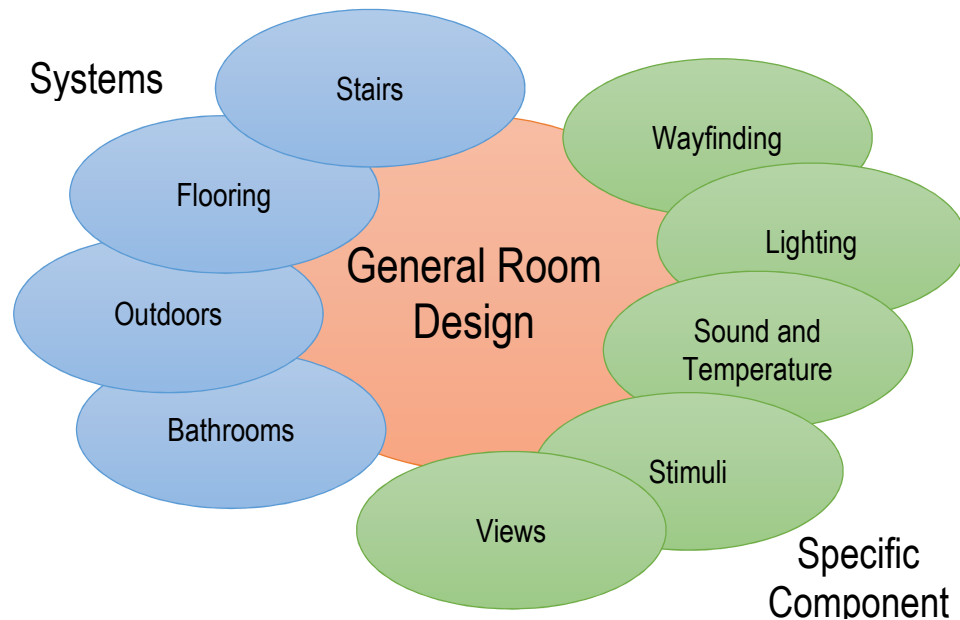 Systems
Stairs
Wayfinding
Flooring
Lighting
General Room
Design
Outdoors
Sound and
Temperature
Bathrooms
Stimuli
Views
Specific
Component